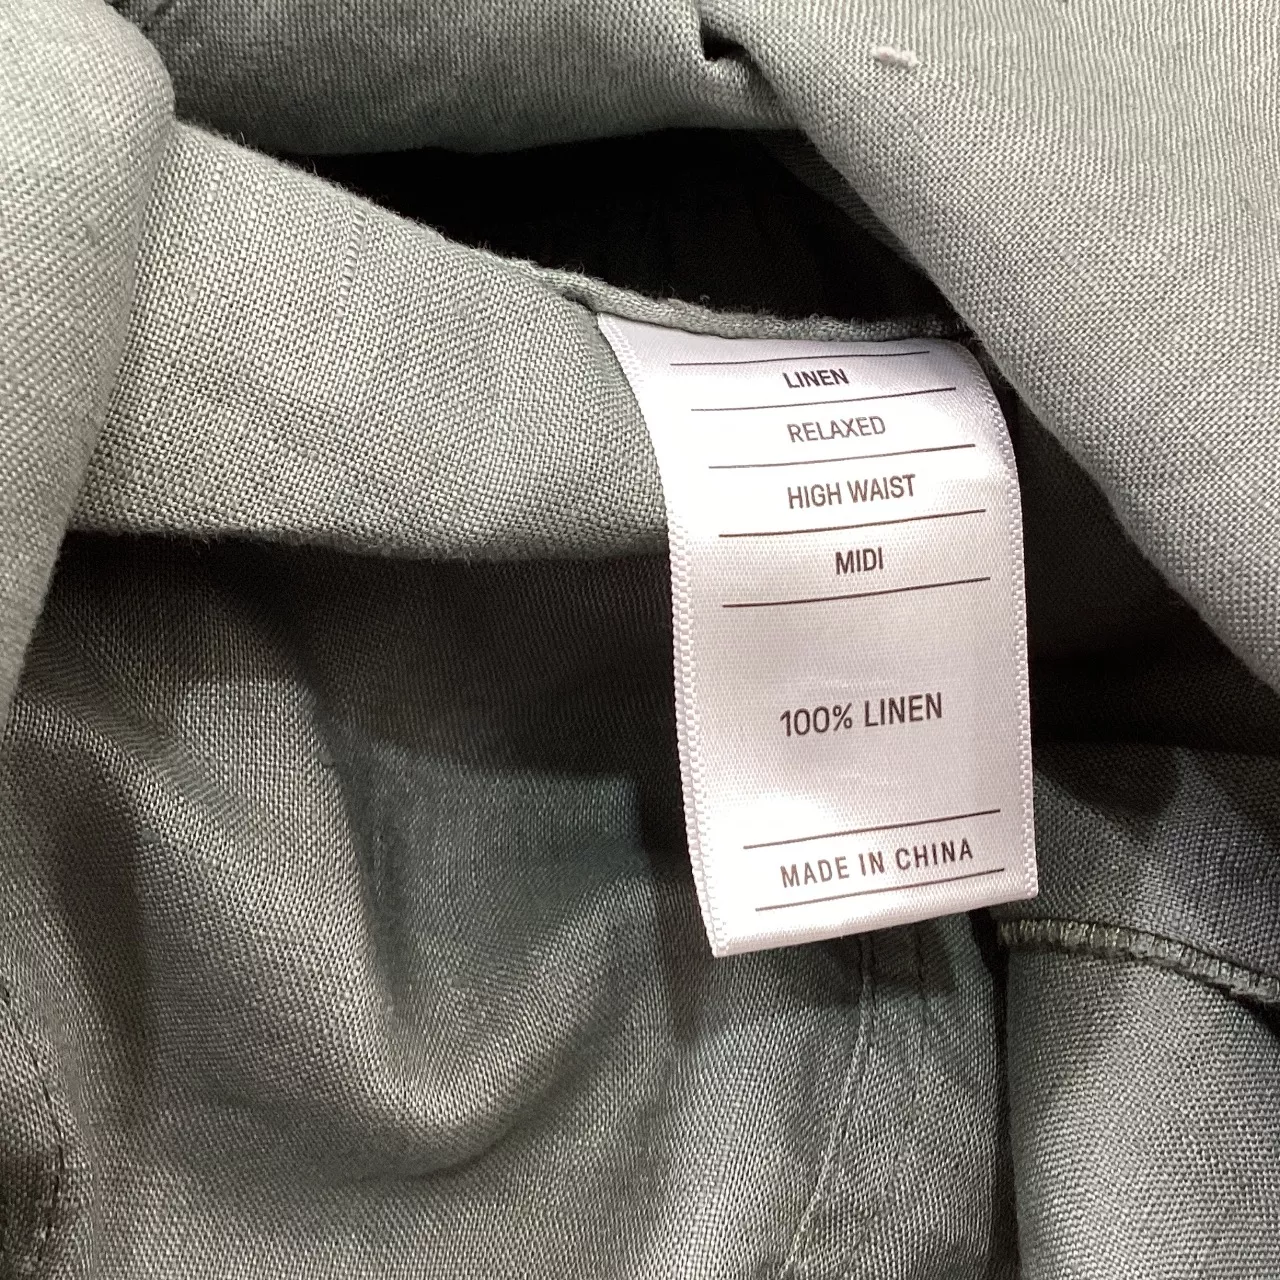 LINEN
RELAXED
HIGH WAIST
MIDI
100% LINEN
MADE IN CHINA